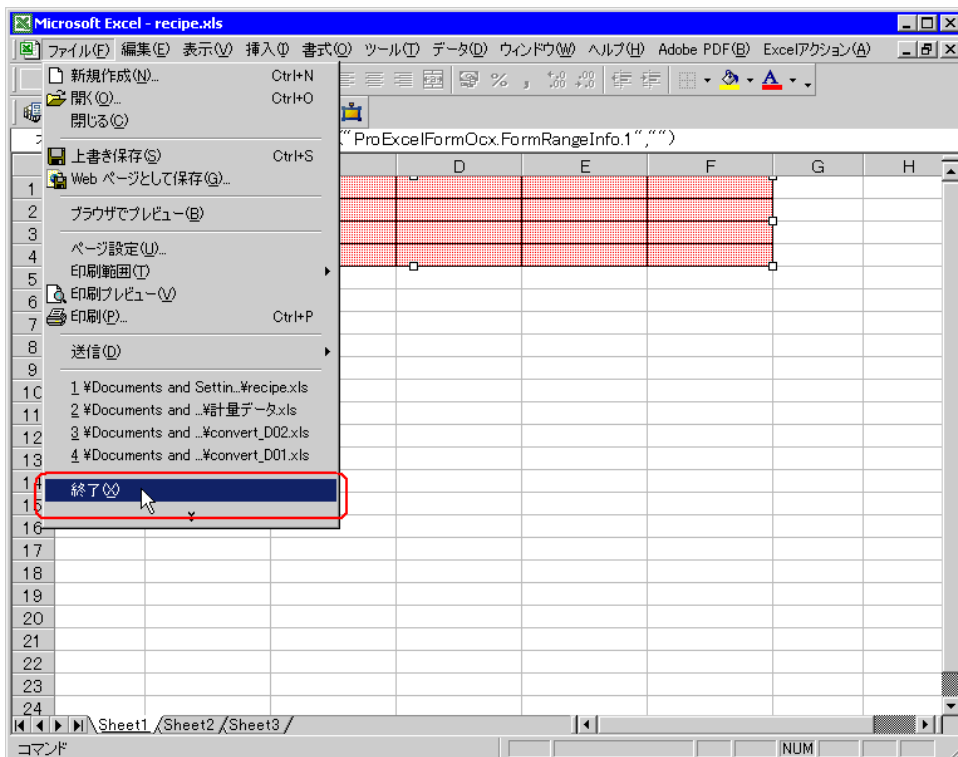 Microsoft Excel - recipe.xls
ファイル(F) 編集(E) 表示(V) 挿入(I) 書式(O) ツール(T) データ(D) ウィンドウ(W) ヘルプ(H) Adobe PDF(B) Excelアクション(A)
新規作成(N)... Ctrl+N
開く(O)... Ctrl+O
閉じる(C)
("ProExcelFormOcx.FormRangeInfo.1","")
上書き保存(S) Ctrl+S
Web ページとして保存(G)...
ブラウザでプレビュー(B)
ページ設定(U)...
印刷範囲(T)
印刷プレビュー(V)
印刷(P)... Ctrl+P
送信(D)
1 ¥Documents and Settin...¥recipe.xls
2 ¥Documents and ...¥計量データ.xls
3 ¥Documents and ...¥convert_D02.xls
4 ¥Documents and ...¥convert_D01.xls
終了(X)
D E F G H
1
2
3
4
5
6
7
8
9
10
11
12
13
14
15
16
17
18
19
20
21
22
23
24
Sheet1 Sheet2 Sheet3
コマンド NUM